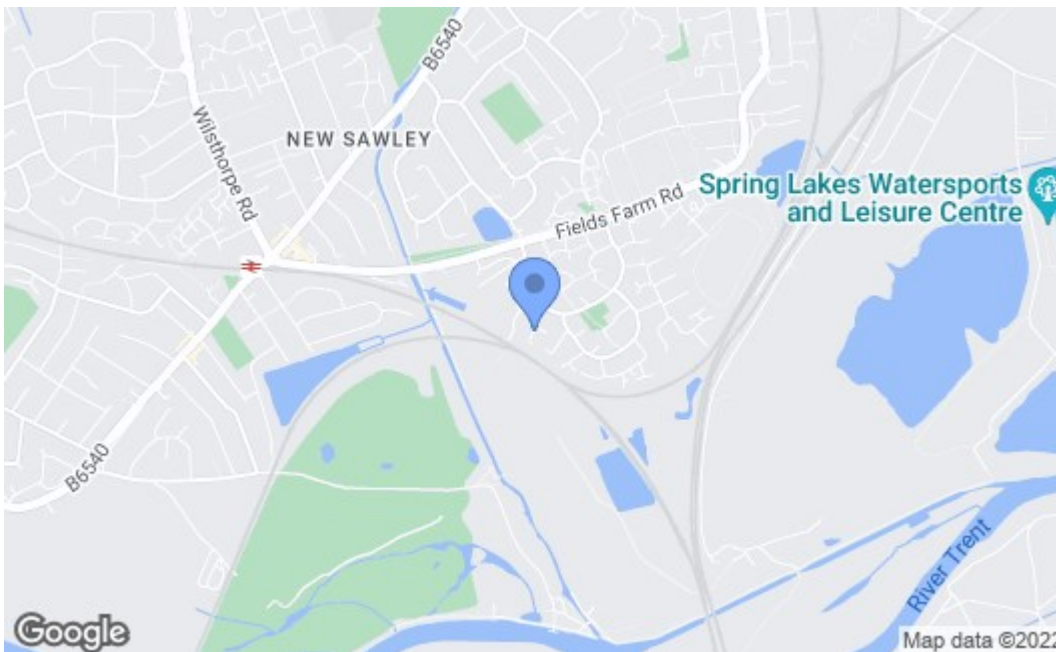 B6540
Wilsthorpe Rd
NEW SAWLEY
Fields Farm Rd
Spring Lakes Watersports
and Leisure Centre
B6540
River Trent
Google
Map data ©2022